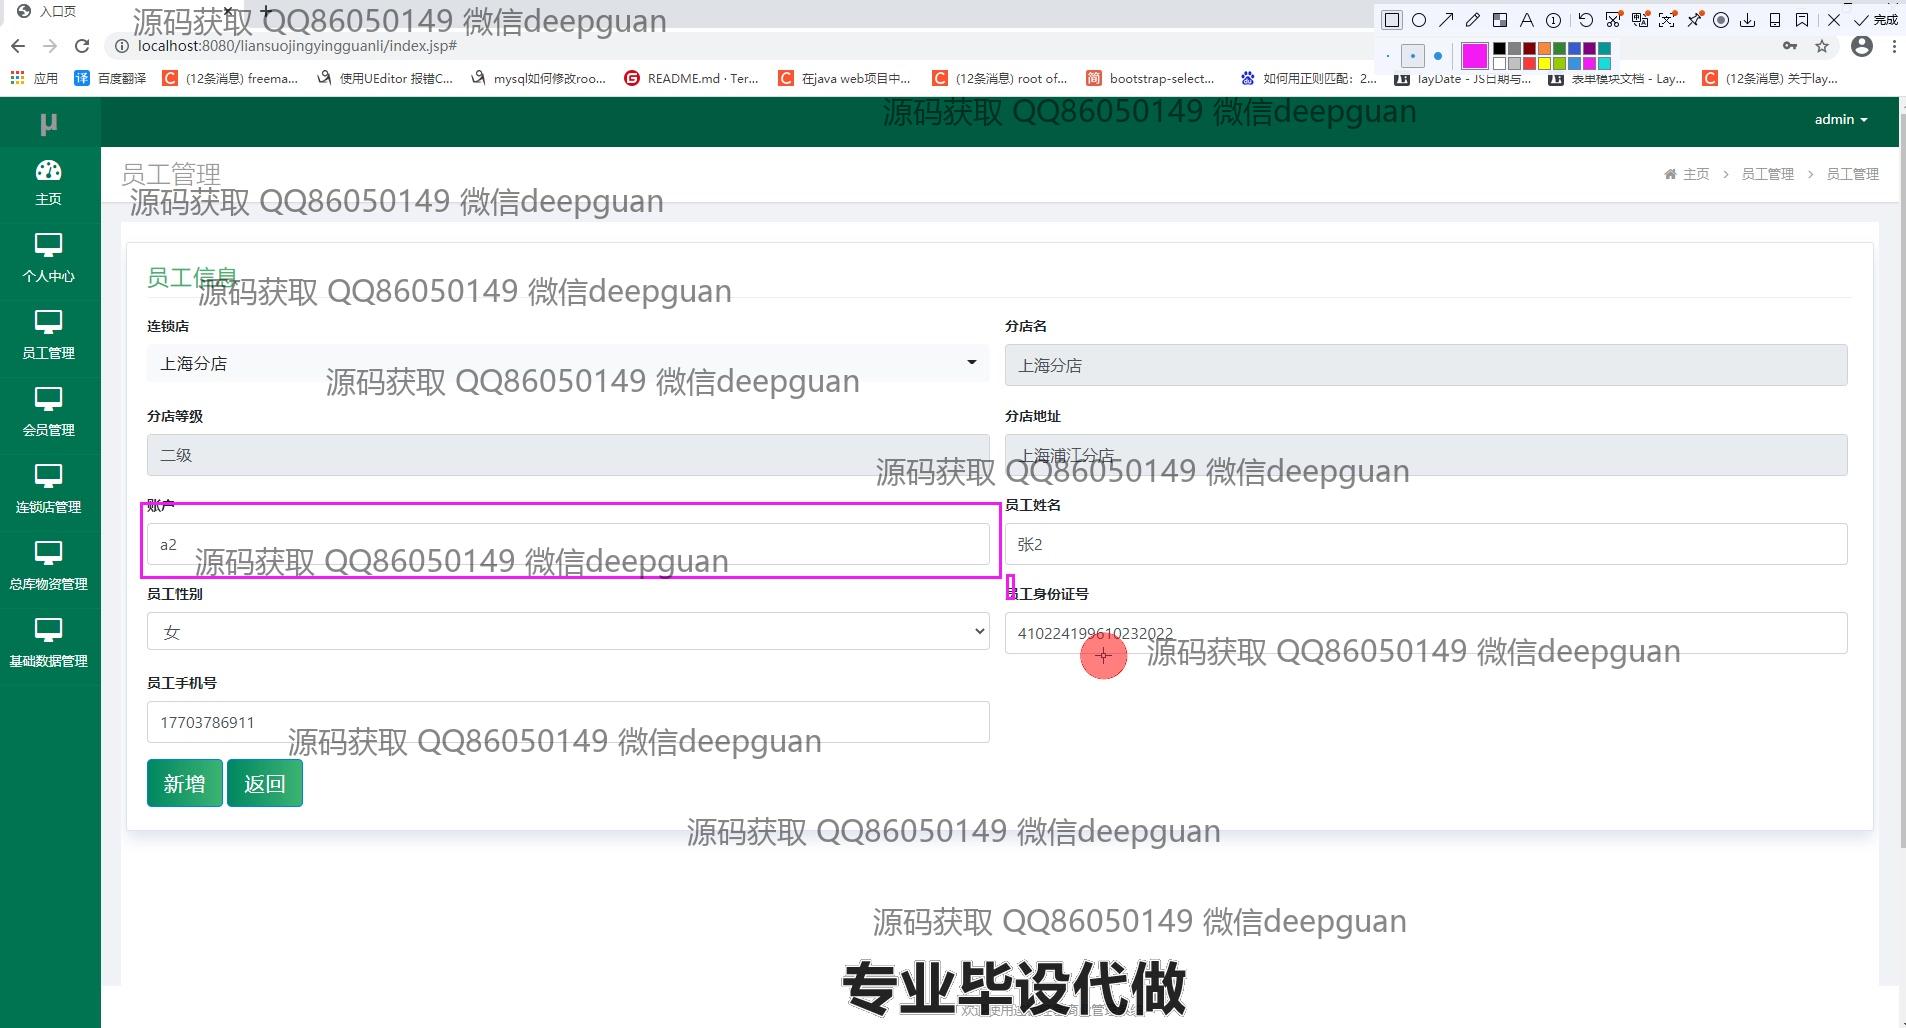 入口页
源码获取 QQ86050149 微信deepguan
完成
localhost:8080/liansuojingyingguanli/index.jsp#
应用
译 百度翻译
(12条消息) freema...
使用UEditor 报错C...
mysql如何修改roo...
README.md · Ter...
在java web项目中...
(12条消息) root of...
简 bootstrap-select...
如何用正则匹配：2...
layDate - JS日期与...
表单模块文档 - Lay...
(12条消息) 关于lay...
μ
源码获取 QQ86050149 微信deepguan
admin
主页
个人中心
员工管理
会员管理
连锁店管理
总库物资管理
基础数据管理
员工管理
主页 > 员工管理 > 员工管理
源码获取 QQ86050149 微信deepguan
员工信息
源码获取 QQ86050149 微信deepguan
连锁店
上海分店
分店名
上海分店
源码获取 QQ86050149 微信deepguan
分店等级
二级
分店地址
上海浦江分店
源码获取 QQ86050149 微信deepguan
账户
a2
员工姓名
张2
源码获取 QQ86050149 微信deepguan
员工性别
女
员工身份证号
410224199610232022
源码获取 QQ86050149 微信deepguan
员工手机号
17703786911
源码获取 QQ86050149 微信deepguan
新增 返回
源码获取 QQ86050149 微信deepguan
源码获取 QQ86050149 微信deepguan
专业毕设代做